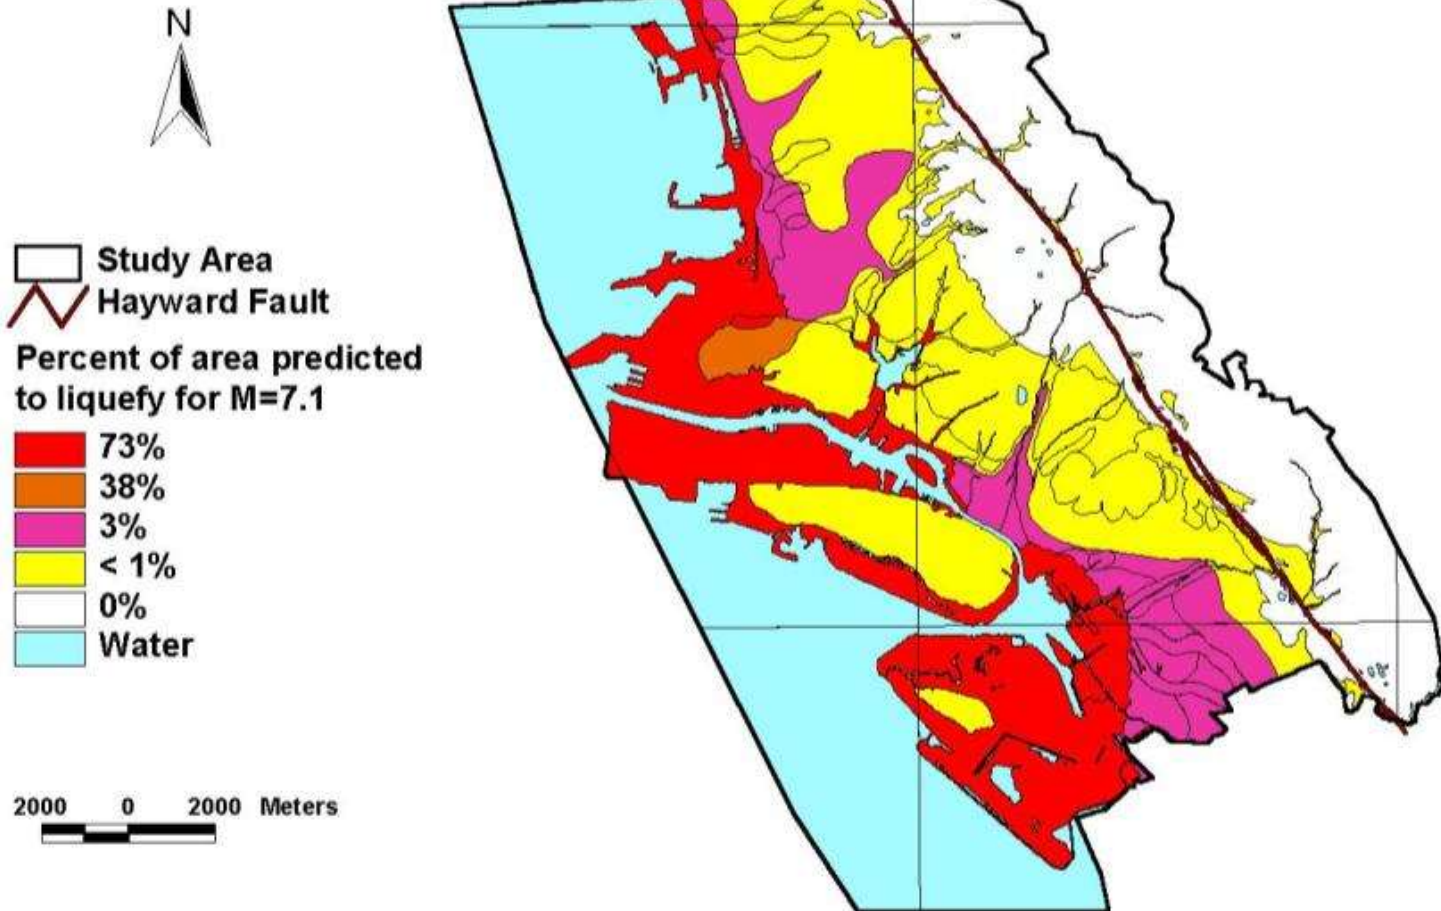 N
Study Area
Hayward Fault
Percent of area predicted
to liquefy for M=7.1
73%
38%
3%
< 1%
0%
Water
2000 0 2000 Meters